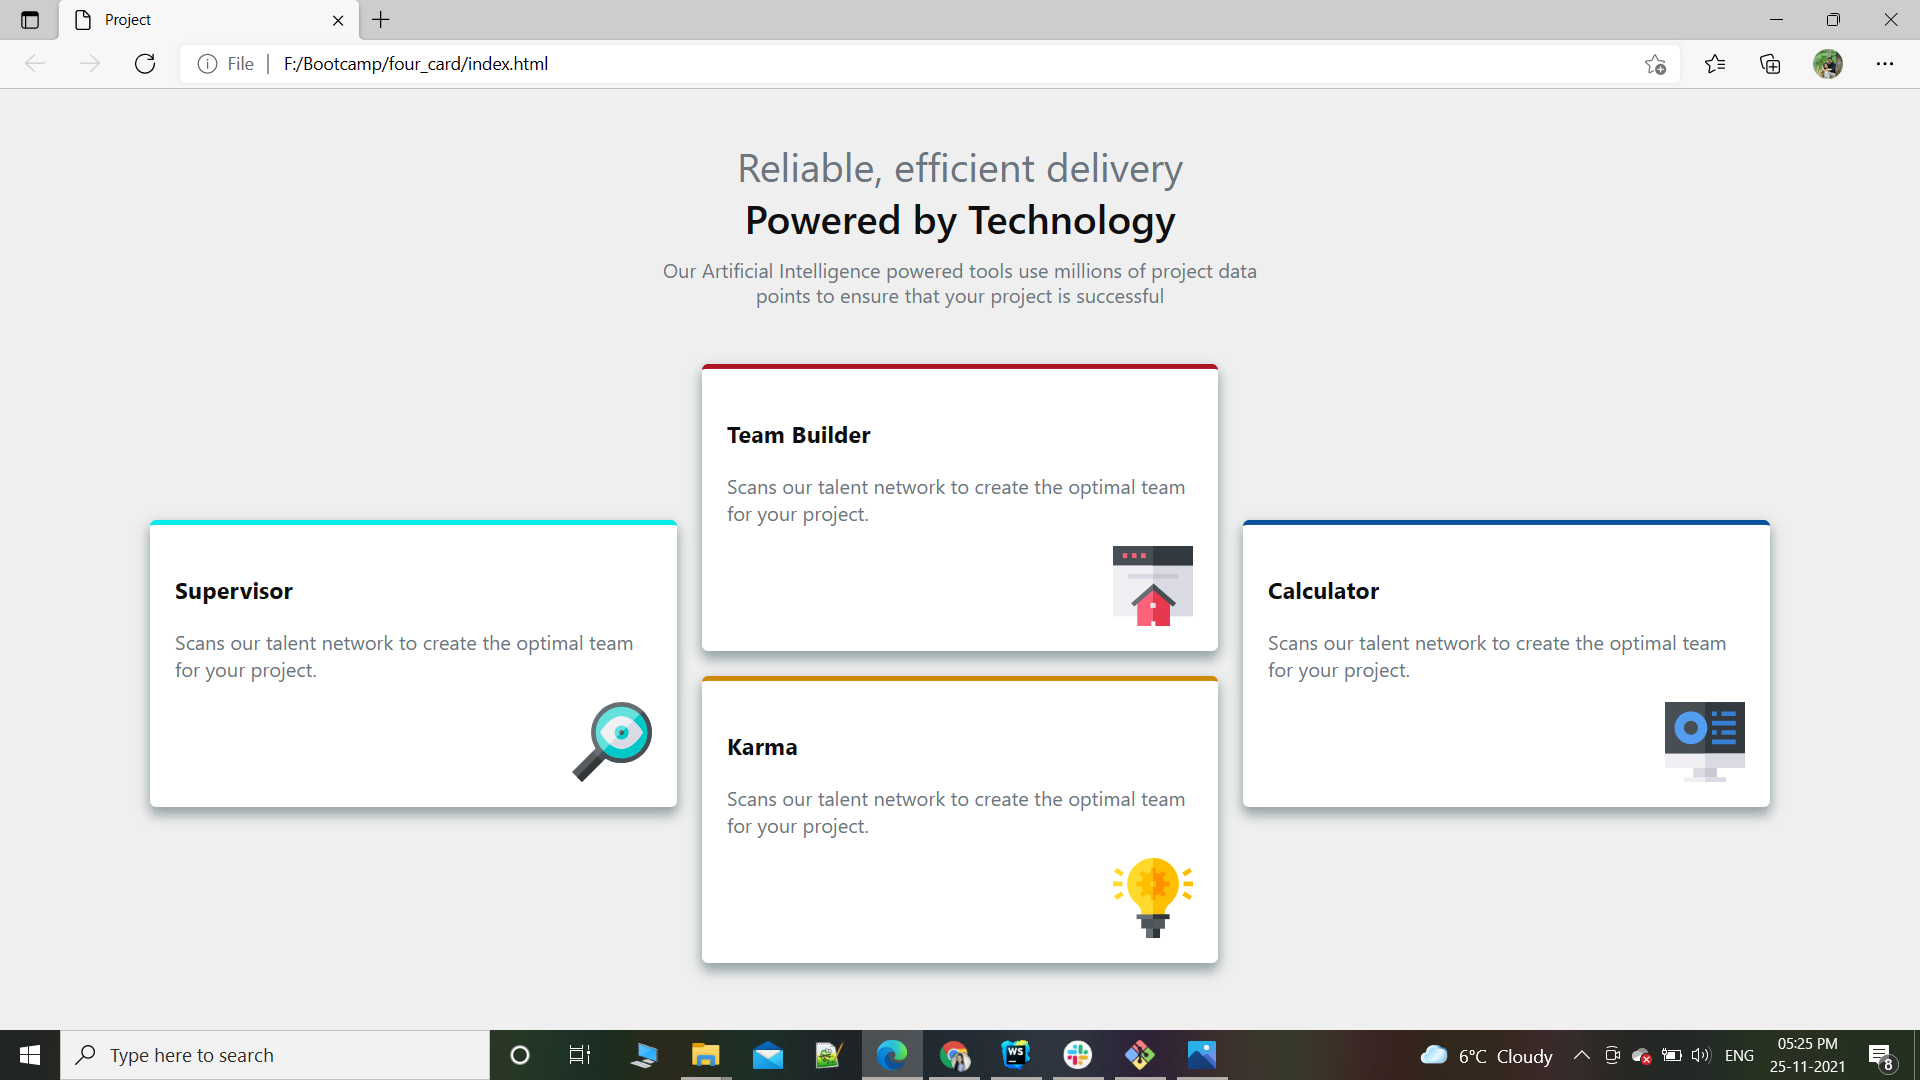 Project
File
F:/Bootcamp/four_card/index.html
Reliable, efficient delivery
Powered by Technology
Our Artificial Intelligence powered tools use millions of project data
points to ensure that your project is successful
Team Builder
Scans our talent network to create the optimal team
for your project.
Supervisor
Scans our talent network to create the optimal team
for your project.
Calculator
Scans our talent network to create the optimal team
for your project.
Karma
Scans our talent network to create the optimal team
for your project.
Type here to search
WS
6°C Cloudy
ENG
05:25 PM
25-11-2021
8